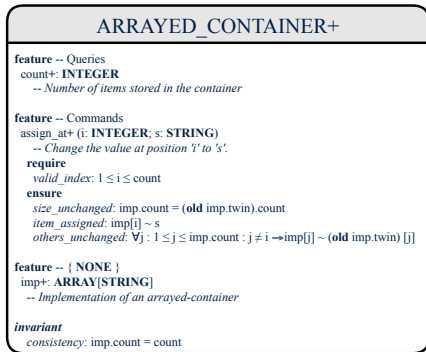 ARRAYED_CONTAINER+
feature -- Queries
count+: INTEGER
-- Number of items stored in the container
feature -- Commands
assign_at+ (i: INTEGER; s: STRING)
-- Change the value at position 'i' to 's'.
require
valid_index: 1 ≤ i ≤ count
ensure
size_unchanged: imp.count = (old imp.twin).count
item_assigned: imp[i] ~ s
others_unchanged: ∀j : 1 ≤ j ≤ imp.count : j ≠ i →imp[j] ~ (old imp.twin) [j]
feature -- { NONE }
imp+: ARRAY[STRING]
-- Implementation of an arrayed-container
invariant
consistency: imp.count = count